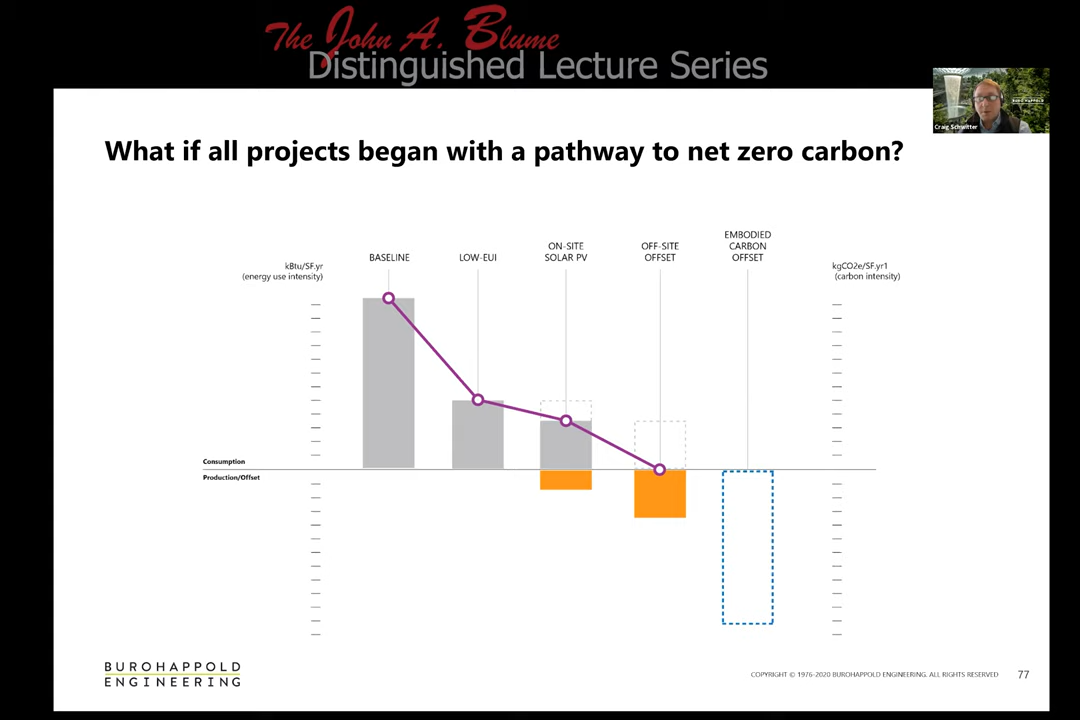 The John A. Blume
Distinguished Lecture Series
BURO HAPPOLD
Craig Schwitter
What if all projects began with a pathway to net zero carbon?
kBtu/SF.yr
(energy use intensity)
BASELINE
LOW-EUI
ON-SITE
SOLAR PV
OFF-SITE
OFFSET
EMBODIED
CARBON
OFFSET
kgCO2e/SF.yr1
(carbon intensity)
Consumption
Production/Offset
BUROHAPPOLD
ENGINEERING
COPYRIGHT © 1976-2020 BUROHAPPOLD ENGINEERING. ALL RIGHTS RESERVED
77